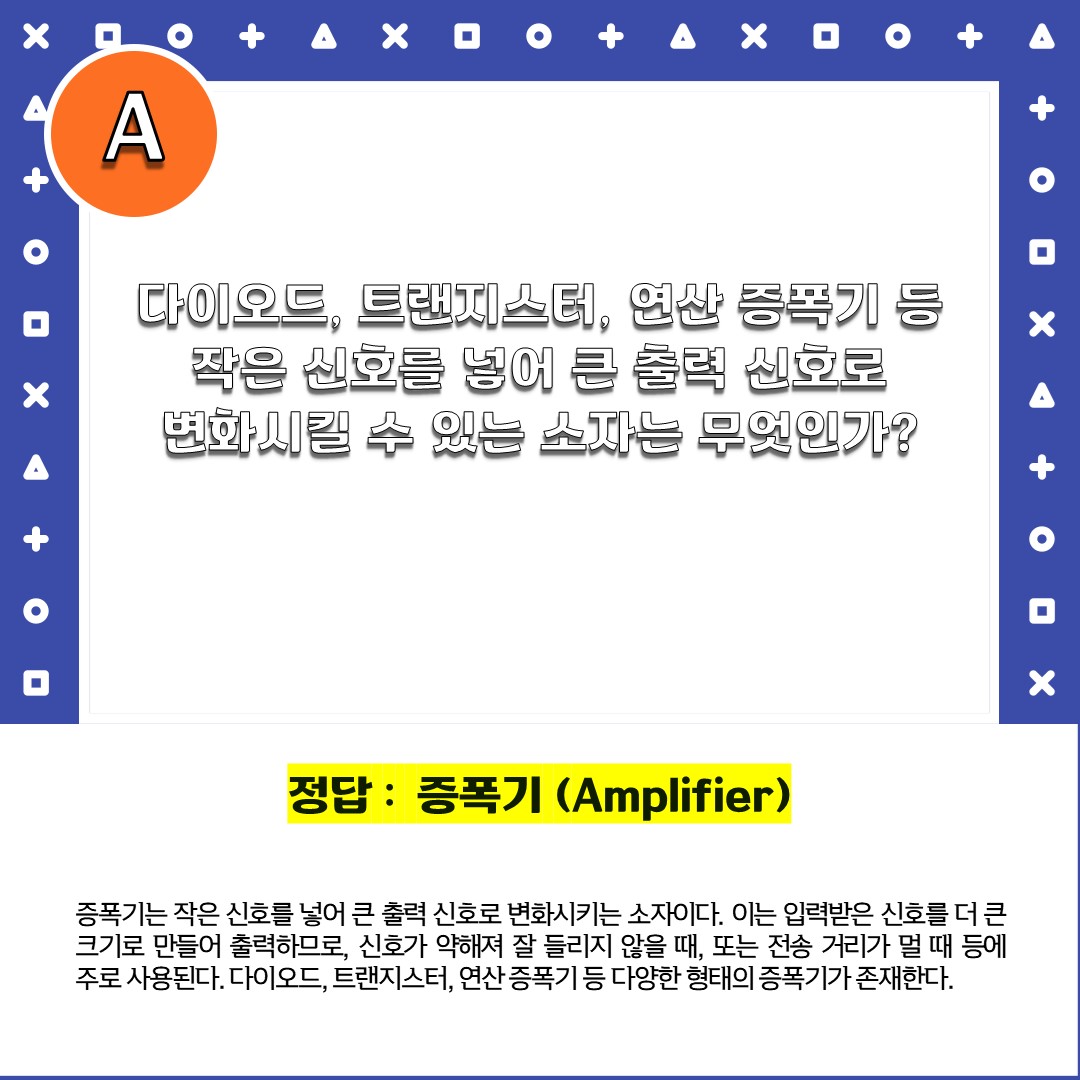 A
다이오드, 트랜지스터, 연산 증폭기 등
작은 신호를 넣어 큰 출력 신호로
변화시킬 수 있는 소자는 무엇인가?
정답 : 증폭기 (Amplifier)
증폭기는 작은 신호를 넣어 큰 출력 신호로 변화시키는 소자이다. 이는 입력받은 신호를 더 큰
크기로 만들어 출력하므로, 신호가 약해져 잘 들리지 않을 때, 또는 전송 거리가 멀 때 등에
주로 사용된다. 다이오드, 트랜지스터, 연산 증폭기 등 다양한 형태의 증폭기가 존재한다.